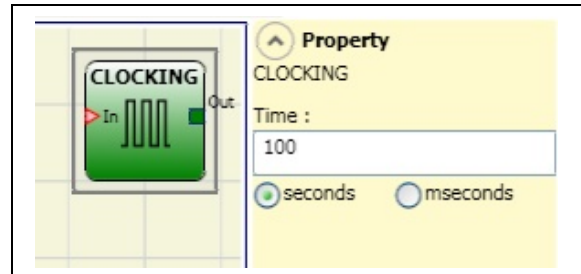 CLOCKING
In
Out
Property
CLOCKING
Time :
100
seconds
mseconds